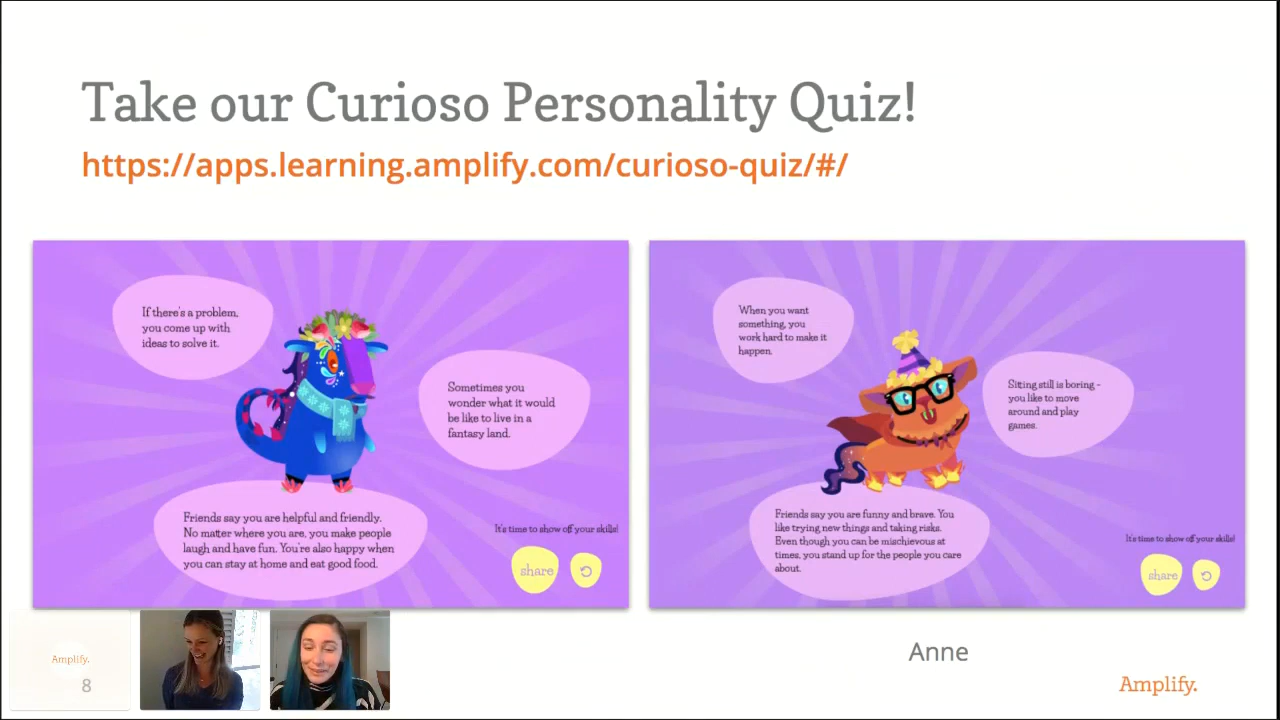 Take our Curioso Personality Quiz!
https://apps.learning.amplify.com/curioso-quiz/#/
If there's a problem,
you come up with
ideas to solve it.
Sometimes you
wonder what it would
be like to live in a
fantasy land.
Friends say you are helpful and friendly.
No matter where you are, you make people
laugh and have fun. You're also happy when
you can stay at home and eat good food.
It's time to show off your skills!
share
When you want
something, you
work hard to make it
happen.
Sitting still is boring -
you like to move
around and play
games.
Friends say you are funny and brave. You
like trying new things and taking risks.
Even though you can be mischievous at
times, you stand up for the people you care
about.
It's time to show off your skills!
share
Amplify.
8
Anne
Amplify.